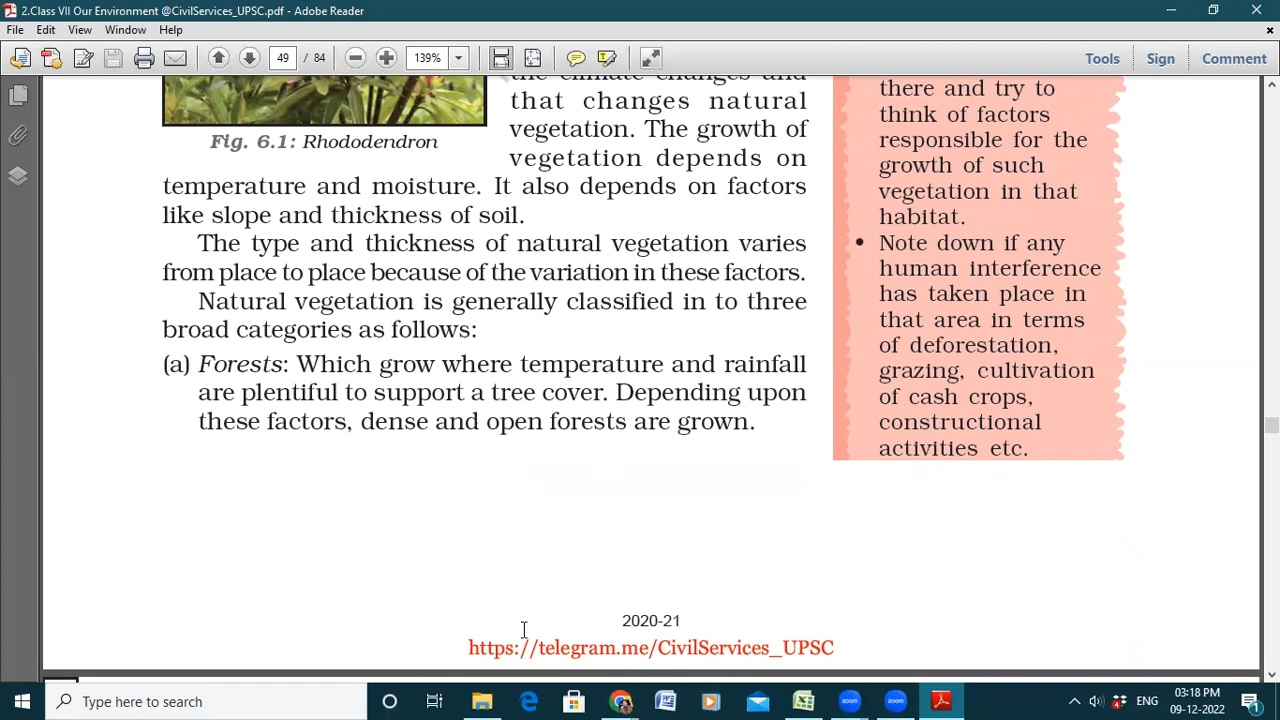 2.Class VII Our Environment @CivilServices_UPSC.pdf - Adobe Reader
File Edit View Window Help
49 / 84 139% Tools Sign Comment
the climate changes and
that changes natural
vegetation. The growth of
vegetation depends on
Fig. 6.1: Rhododendron
temperature and moisture. It also depends on factors
like slope and thickness of soil.
The type and thickness of natural vegetation varies
from place to place because of the variation in these factors.
Natural vegetation is generally classified in to three
broad categories as follows:
(a) Forests: Which grow where temperature and rainfall
are plentiful to support a tree cover. Depending upon
these factors, dense and open forests are grown.
there and try to
think of factors
responsible for the
growth of such
vegetation in that
habitat.
• Note down if any
human interference
has taken place in
that area in terms
of deforestation,
grazing, cultivation
of cash crops,
constructional
activities etc.
2020-21
https://telegram.me/CivilServices_UPSC
Type here to search
zoom zoom
ENG
03:18 PM
09-12-2022
1